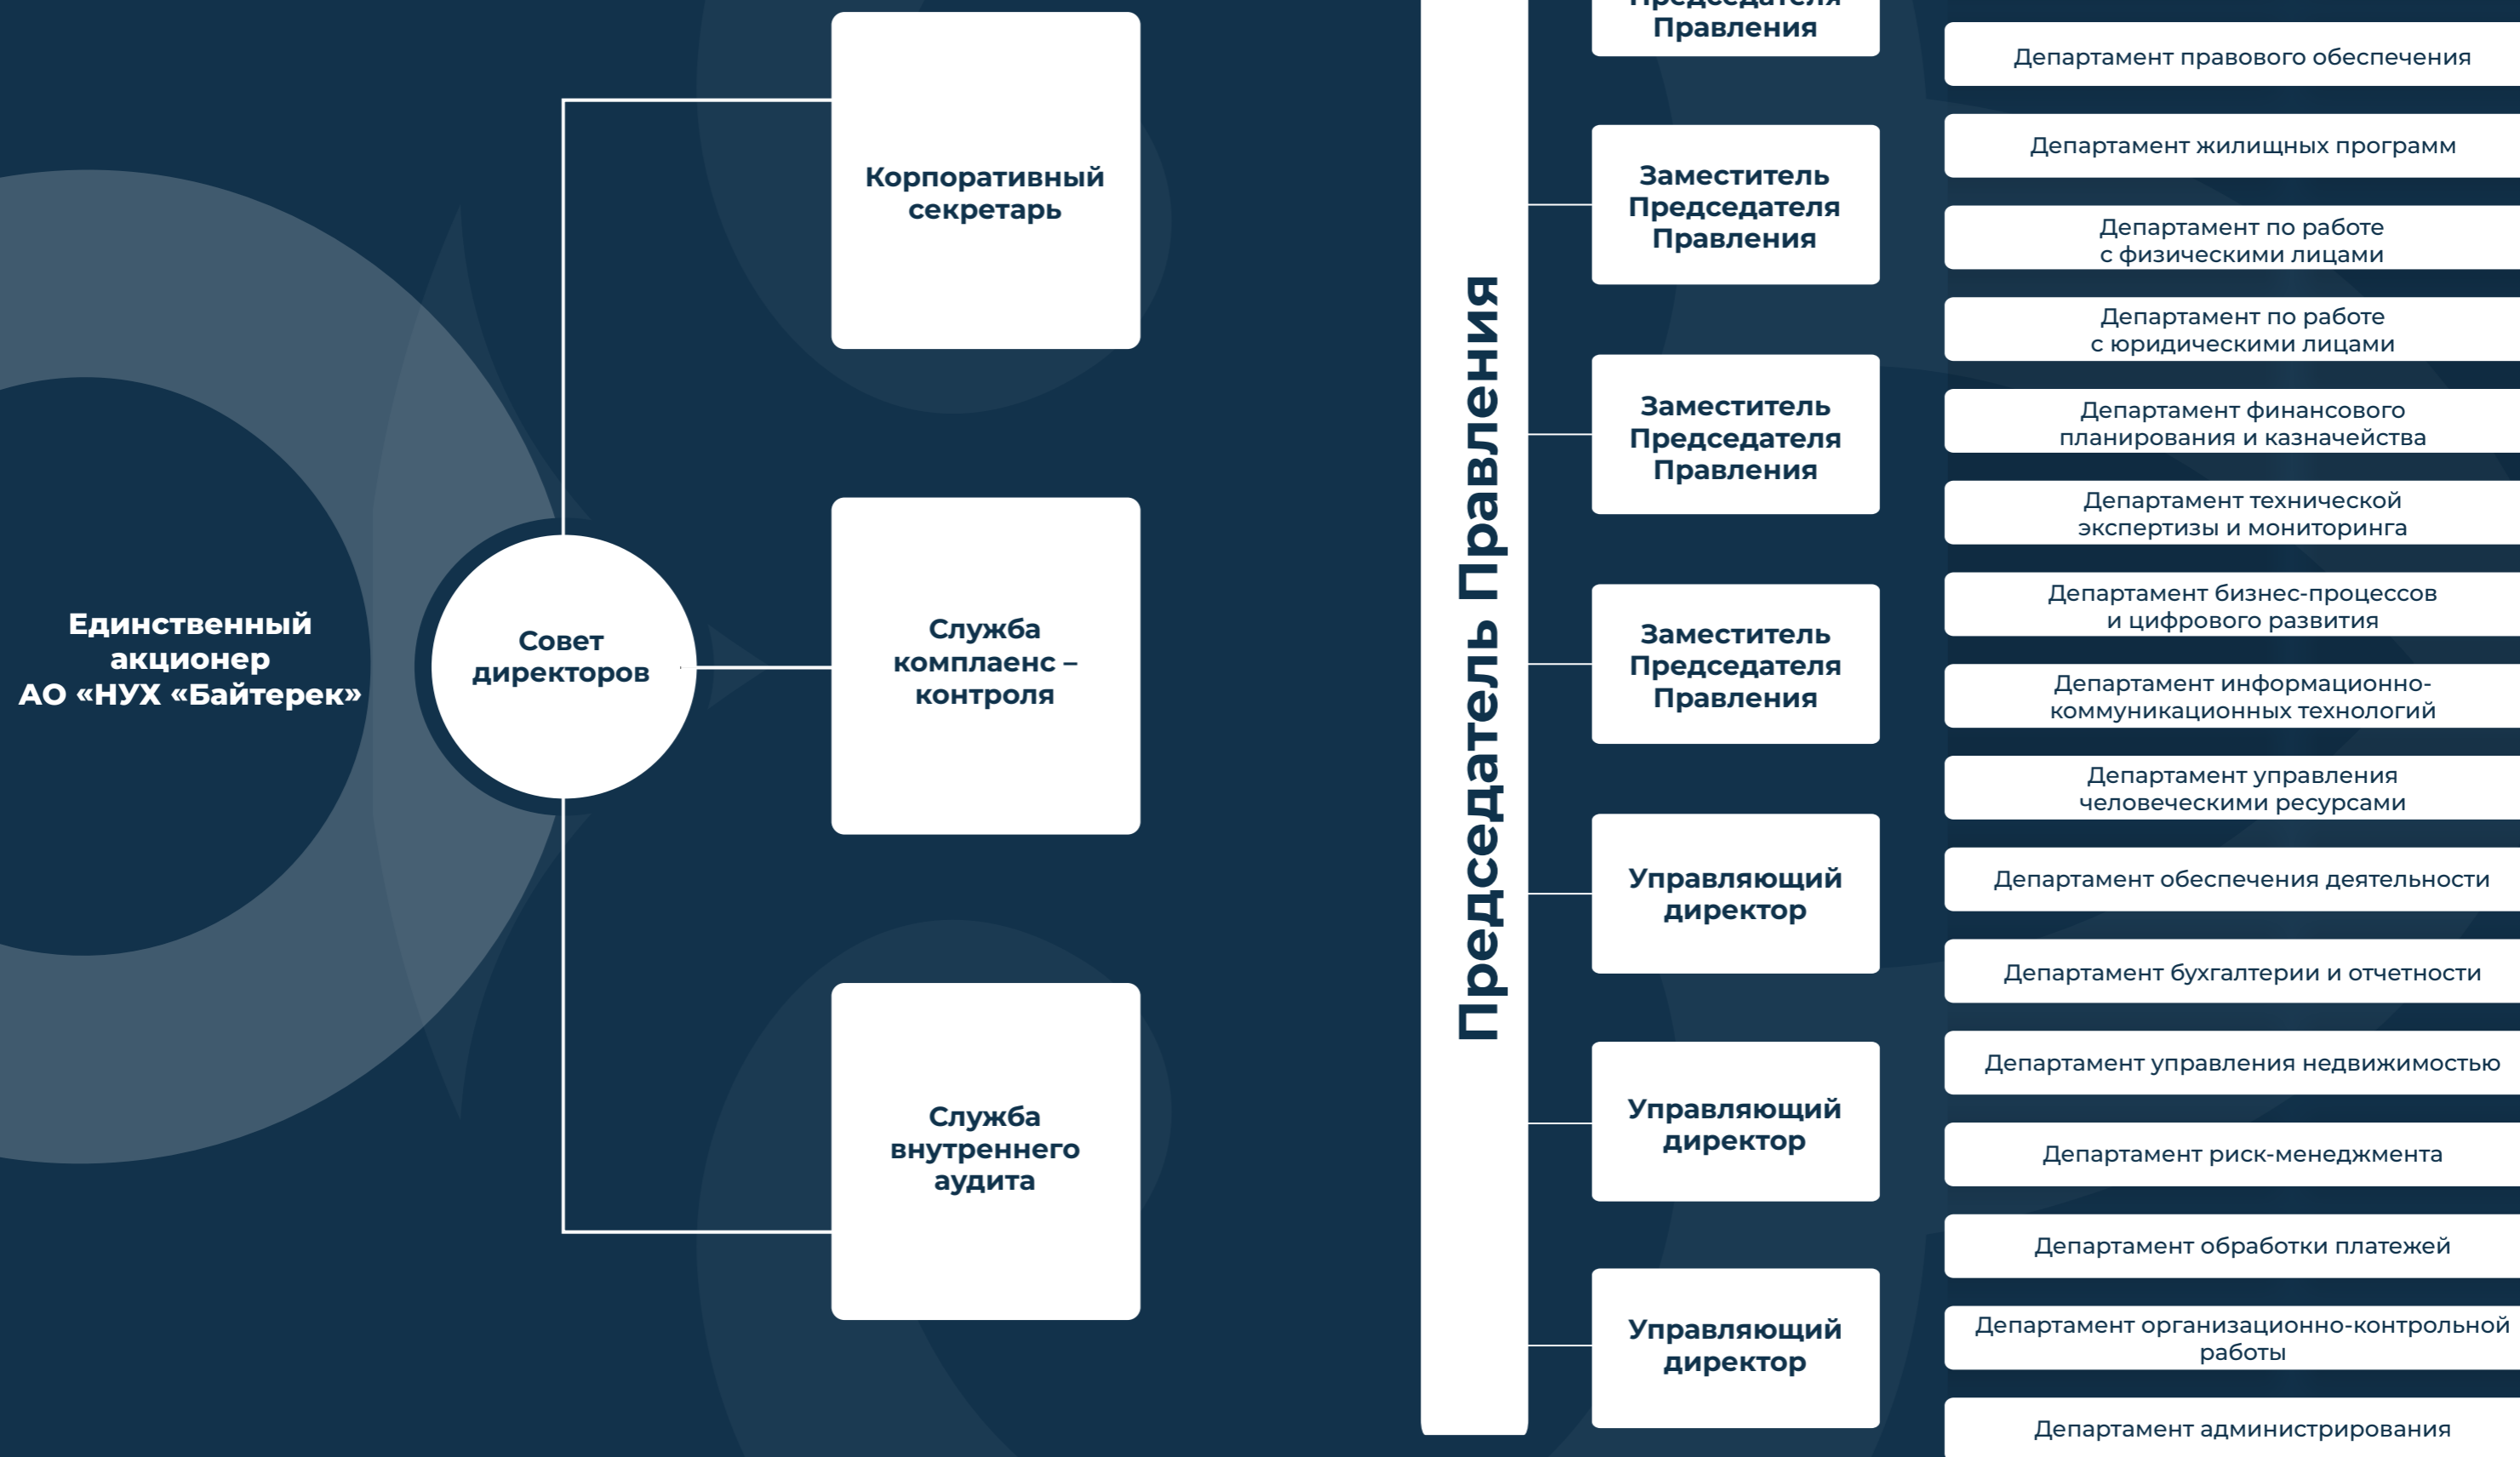 Единственный
акционер
АО «НУХ «Байтерек»
Совет
директоров
Корпоративный
секретарь
Служба
комплаенс –
контроля
Служба
внутреннего
аудита
Председатель Правления
Председателя
Правления
Заместитель
Председателя
Правления
Заместитель
Председателя
Правления
Заместитель
Председателя
Правления
Управляющий
директор
Управляющий
директор
Управляющий
директор
Департамент правового обеспечения
Департамент жилищных программ
Департамент по работе
с физическими лицами
Департамент по работе
с юридическими лицами
Департамент финансового
планирования и казначейства
Департамент технической
экспертизы и мониторинга
Департамент бизнес-процессов
и цифрового развития
Департамент информационно-
коммуникационных технологий
Департамент управления
человеческими ресурсами
Департамент обеспечения деятельности
Департамент бухгалтерии и отчетности
Департамент управления недвижимостью
Департамент риск-менеджмента
Департамент обработки платежей
Департамент организационно-контрольной
работы
Департамент администрирования